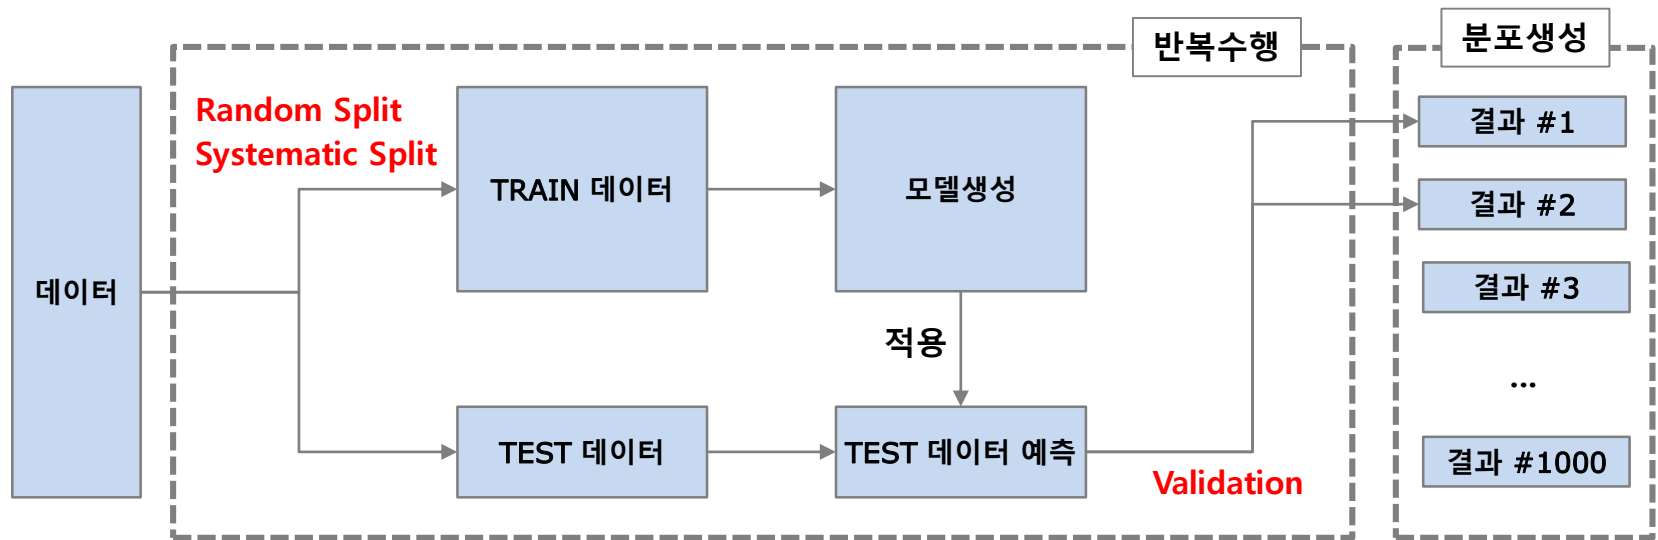 반복수행
분포생성
데이터
Random Split
Systematic Split
TRAIN 데이터
모델생성
적용
TEST 데이터
TEST 데이터 예측
Validation
결과 #1
결과 #2
결과 #3
...
결과 #1000